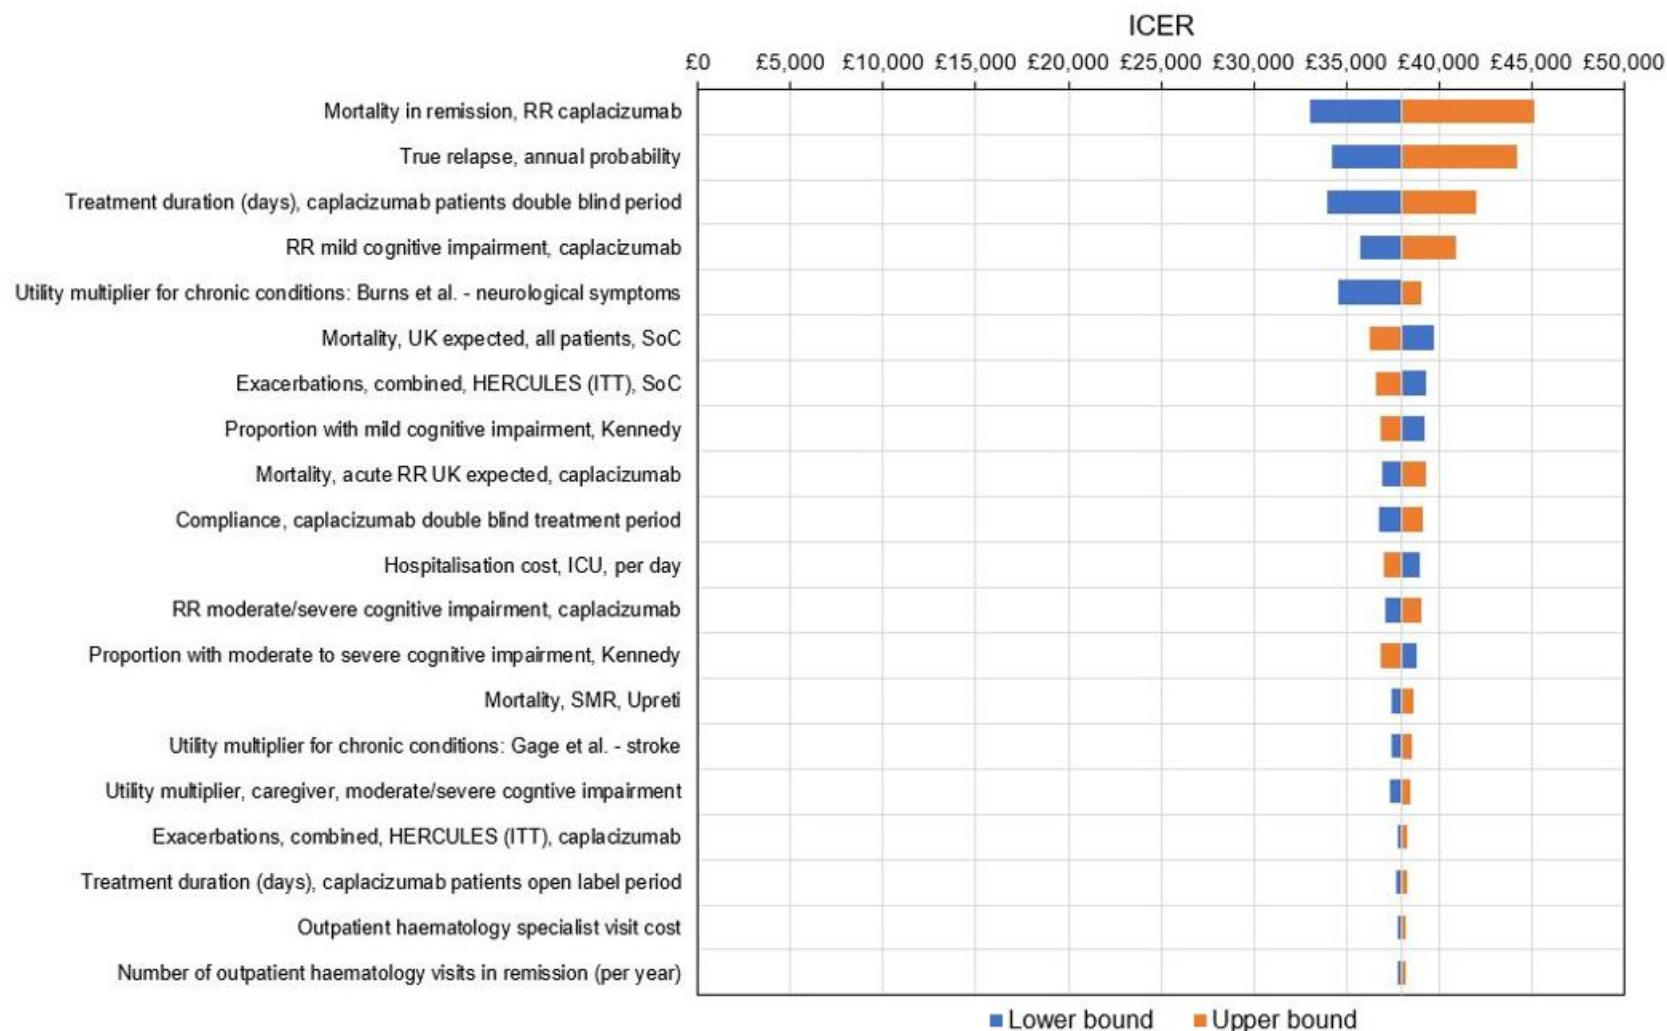 ICER
£0 £5,000 £10,000 £15,000 £20,000 £25,000 £30,000 £35,000 £40,000 £45,000 £50,000
Mortality in remission, RR caplacizumab
True relapse, annual probability
Treatment duration (days), caplacizumab patients double blind period
RR mild cognitive impairment, caplacizumab
Utility multiplier for chronic conditions: Burns et al. - neurological symptoms
Mortality, UK expected, all patients, SoC
Exacerbations, combined, HERCULES (ITT), SoC
Proportion with mild cognitive impairment, Kennedy
Mortality, acute RR UK expected, caplacizumab
Compliance, caplacizumab double blind treatment period
Hospitalisation cost, ICU, per day
RR moderate/severe cognitive impairment, caplacizumab
Proportion with moderate to severe cognitive impairment, Kennedy
Mortality, SMR, Upreti
Utility multiplier for chronic conditions: Gage et al. - stroke
Utility multiplier, caregiver, moderate/severe cogntive impairment
Exacerbations, combined, HERCULES (ITT), caplacizumab
Treatment duration (days), caplacizumab patients open label period
Outpatient haematology specialist visit cost
Number of outpatient haematology visits in remission (per year)
Lower bound Upper bound